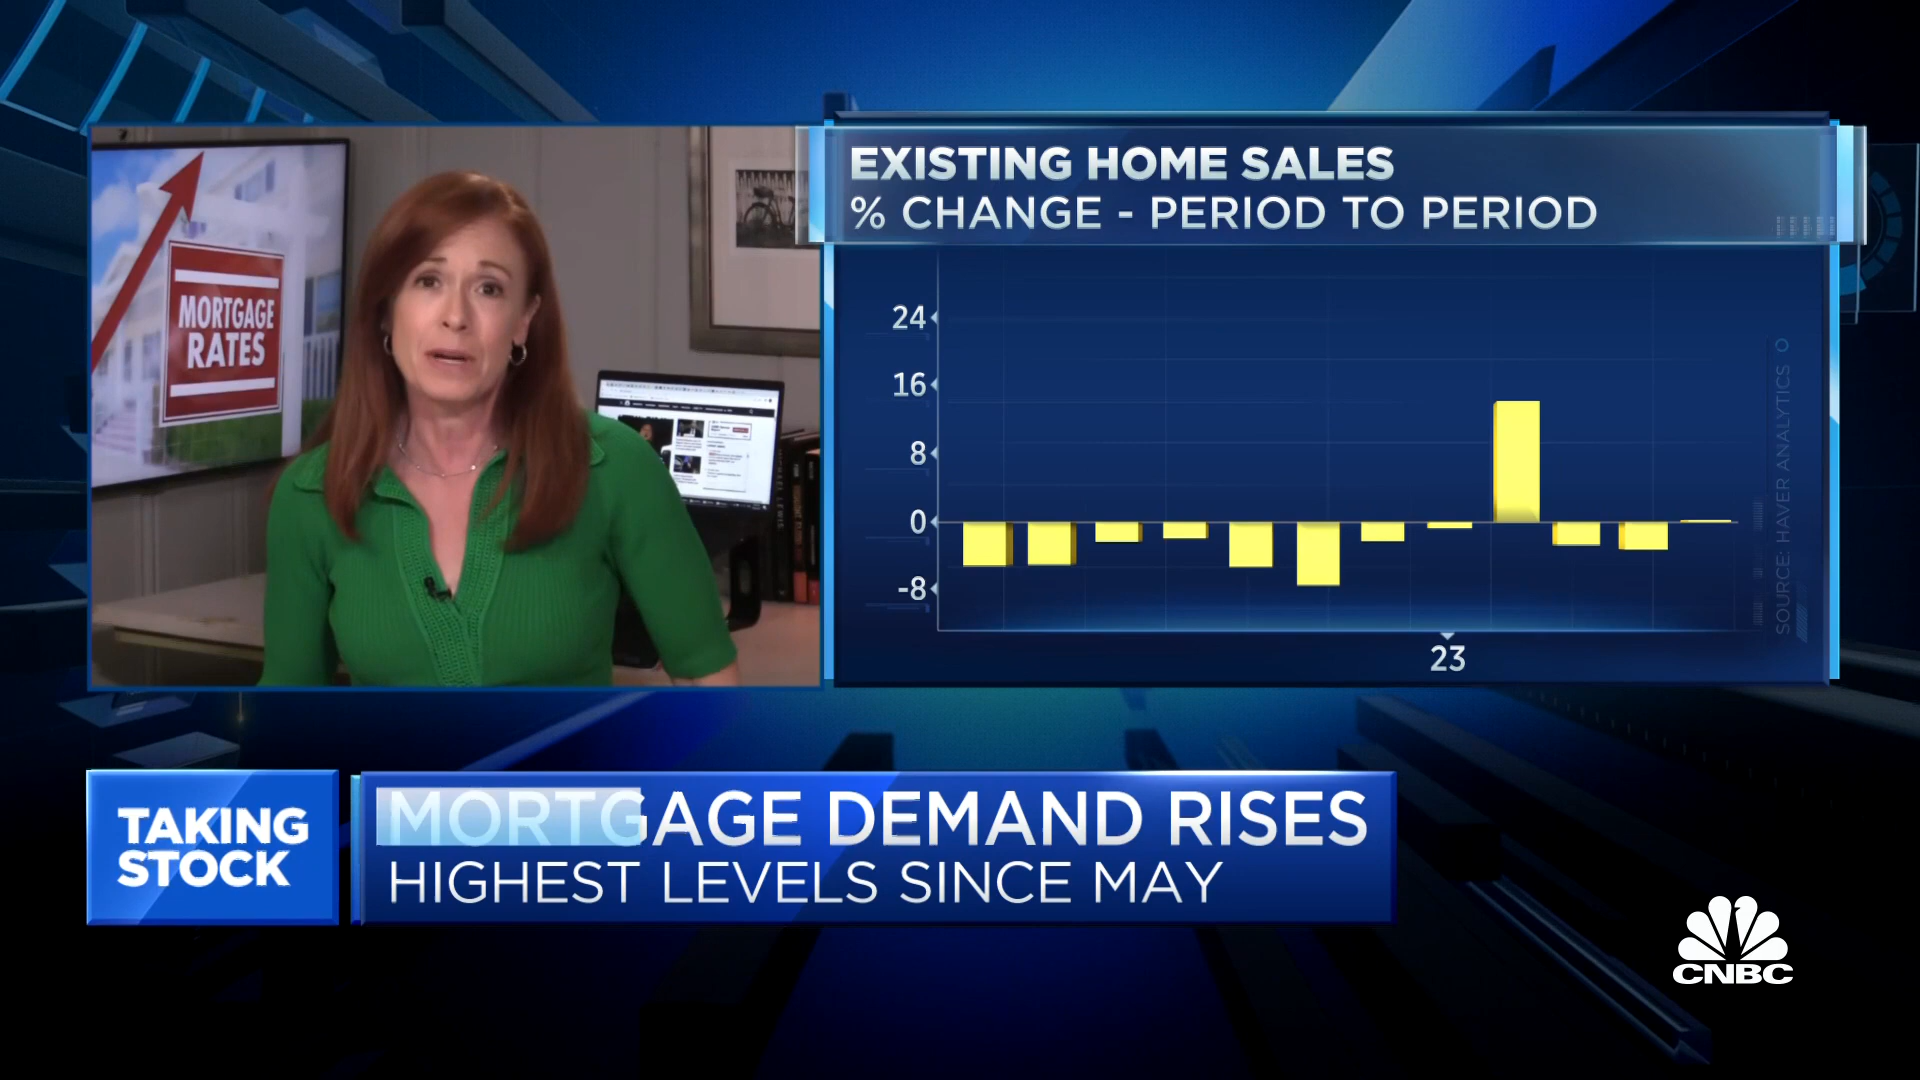 MORTGAGE
RATES
EXISTING HOME SALES
% CHANGE - PERIOD TO PERIOD
24
16
8
0
-8
23
SOURCE: HAVER ANALYTICS
TAKING
STOCK
MORTGAGE DEMAND RISES
HIGHEST LEVELS SINCE MAY
CNBC